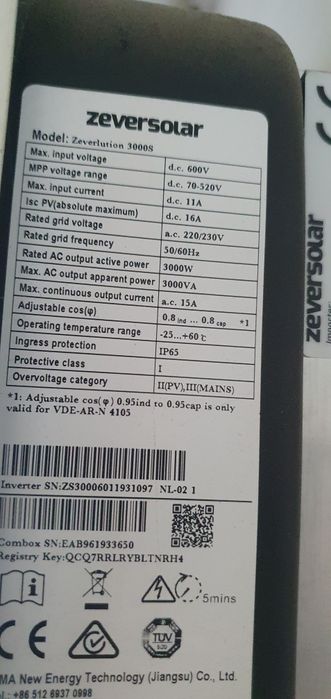 zeversolar
Model: Zeverlution 3000S
Max. input voltage d.c. 600V
MPP voltage range d.c. 70-520V
Max. input current d.c. 11A
Isc PV(absolute maximum) d.c. 16A
Rated grid voltage a.c. 220/230V
Rated grid frequency 50/60Hz
Rated AC output active power 3000W
Max. AC output apparent power 3000VA
Max. continuous output current a.c. 15A
Adjustable cos(φ) 0.8 ind ... 0.8 cap *1
Operating temperature range -25...+60℃
Ingress protection IP65
Protective class I
Overvoltage category II(PV),III(MAINS)
*1: Adjustable cos(φ) 0.95ind to 0.95cap is only
valid for VDE-AR-N 4105
Inverter SN:ZS30006011931097 NL-02 1
Combox SN:EAB961933650
Registry Key:QCQ7RRLRYBLTNRH4
5mins
CE
TÜV
MA New Energy Technology (Jiangsu) Co., Ltd.
+86 512 6937 0998
zeversolar